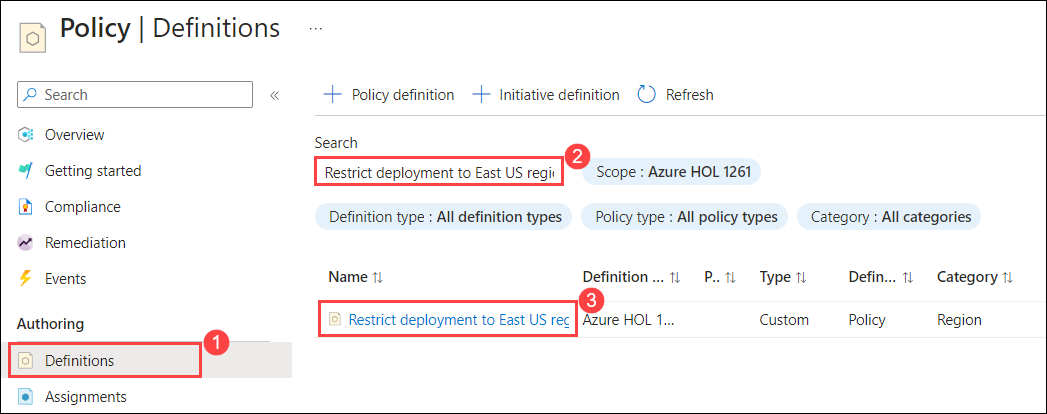 Policy | Definitions ...
Search «
Overview
Getting started
Compliance
Remediation
Events
Authoring
1
Definitions
Assignments
+ Policy definition + Initiative definition Refresh
Search
2
Restrict deployment to East US regi
Scope : Azure HOL 1261
Definition type : All definition types Policy type : All policy types Category : All categories
Name ↑↓ Definition ... ↑↓ P.. ↑↓ Type ↑↓ Defin... ↑↓ Category ↑↓
3
Restrict deployment to East US reg Azure HOL 1... Custom Policy Region